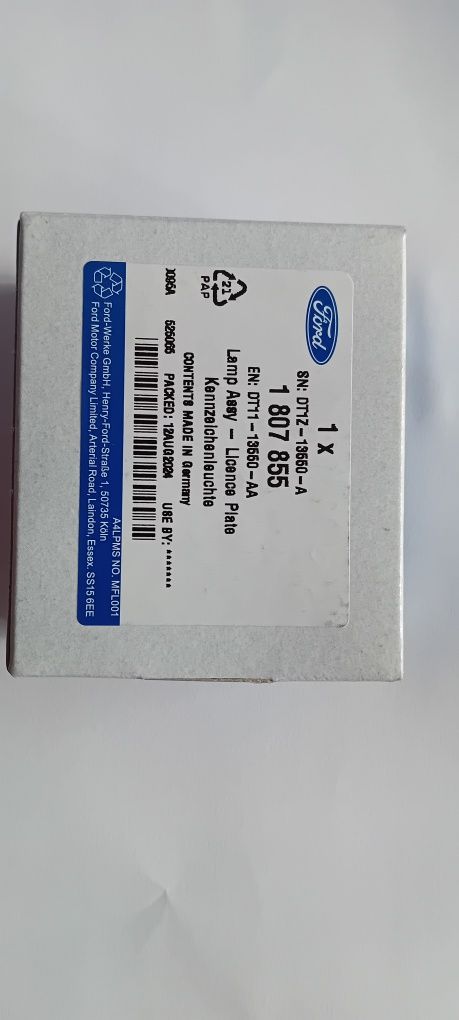 Ford
1 x
SN: DT1Z-13550-A
1 807 855
EN: DT11-13550-AA
Lamp Assy - Licence Plate
Kennzeichenleuchte
21
PAP
CONTENTS MADE IN Germany
526066 PACKED: 12AUG2024 USE BY: *******
A4LPMS NO. MFL001
Ford-Werke GmbH, Henry-Ford-Straße 1, 50735 Köln
Ford Motor Company Limited, Arterial Road, Laindon, Essex. SS15 6EE